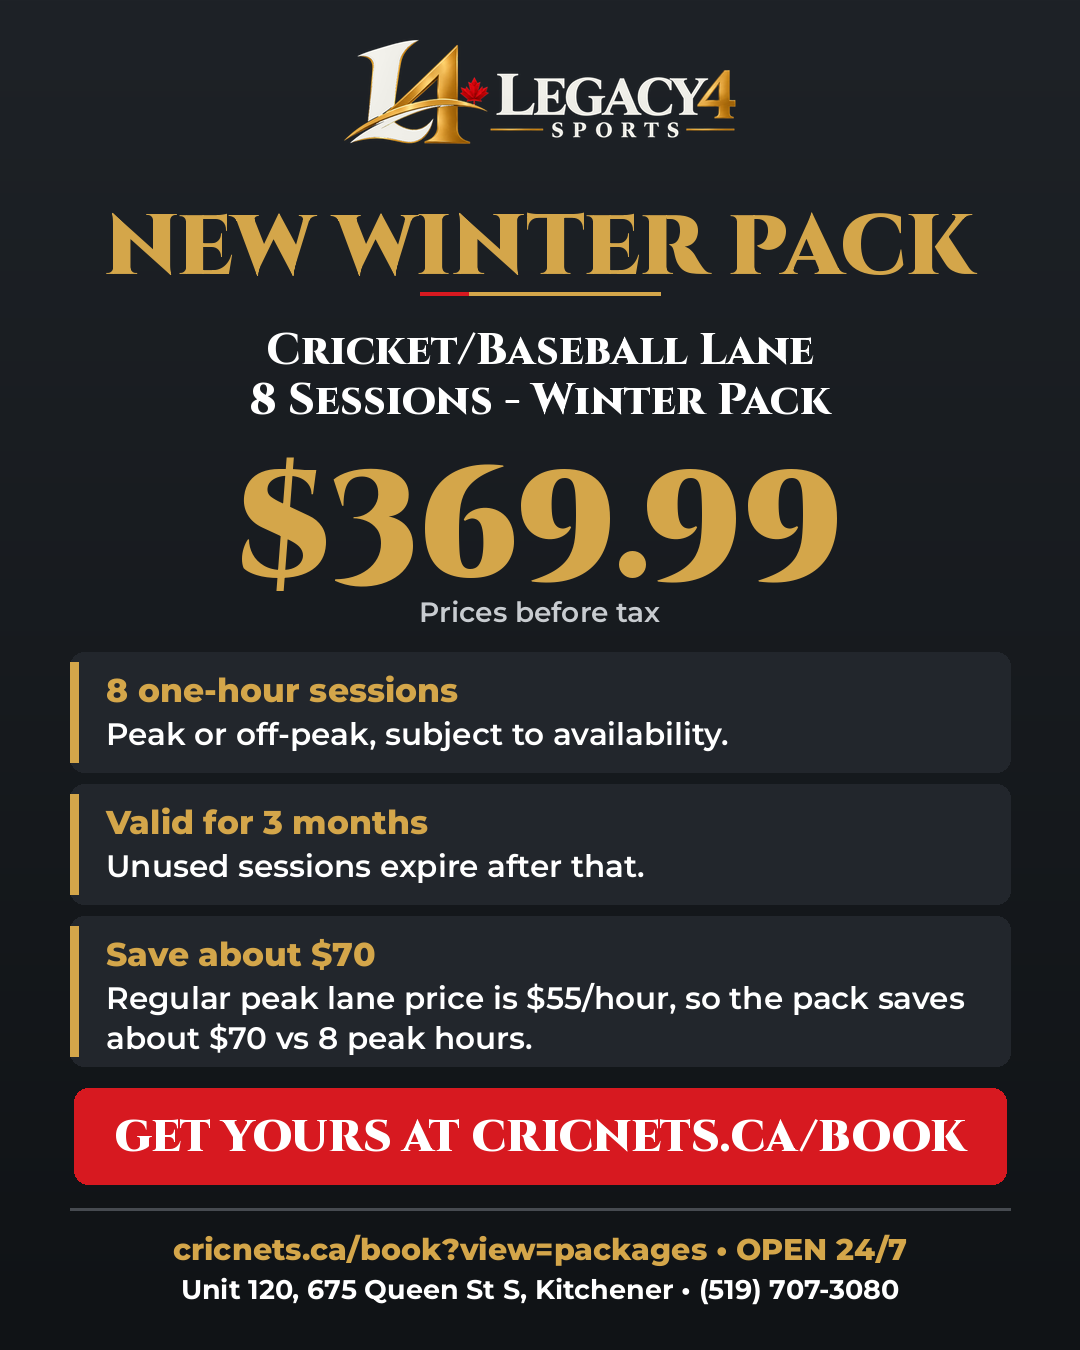 L4 LEGACY4
SPORTS
NEW WINTER PACK
CRICKET/BASEBALL LANE
8 SESSIONS - WINTER PACK
$369.99
Prices before tax
8 one-hour sessions
Peak or off-peak, subject to availability.
Valid for 3 months
Unused sessions expire after that.
Save about $70
Regular peak lane price is $55/hour, so the pack saves
about $70 vs 8 peak hours.
GET YOURS AT CRICNETS.CA/BOOK
cricnets.ca/book?view=packages • OPEN 24/7
Unit 120, 675 Queen St S, Kitchener • (519) 707-3080